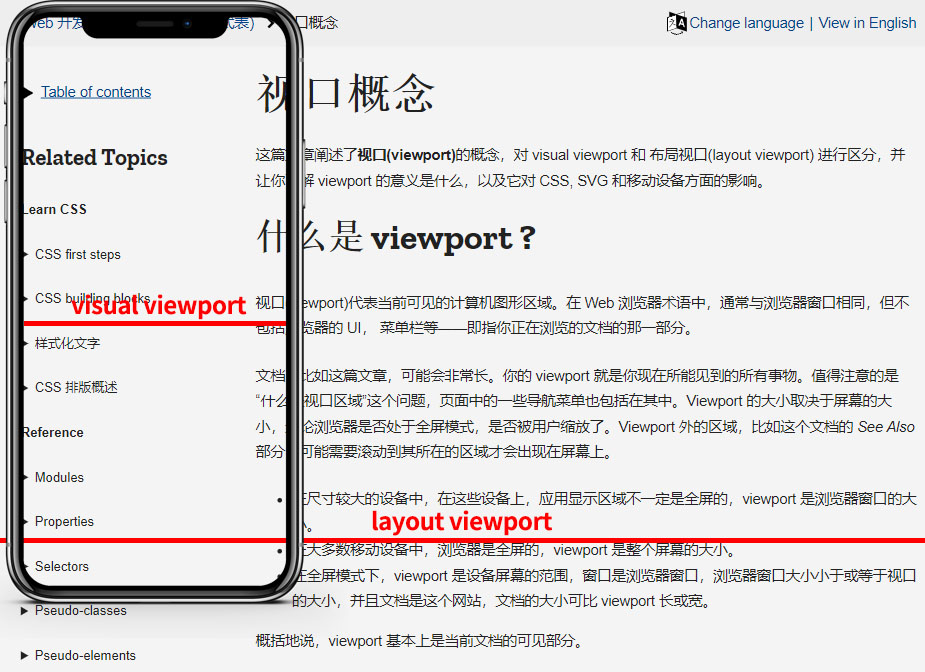 Web 开发
式表)
口概念
Change language | View in English
Table of contents
Related Topics
Learn CSS
CSS first steps
CSS building blocks
visual viewport
样式化文字
CSS 排版概述
Reference
Modules
Properties
Selectors
Pseudo-classes
Pseudo-elements
视口概念
这篇 章阐述了视口(viewport)的概念，对 visual viewport 和 布局视口(layout viewport) 进行区分，并
让你 解 viewport 的意义是什么，以及它对 CSS, SVG 和移动设备方面的影响。
什么是 viewport？
视口( ewport)代表当前可见的计算机图形区域。在 Web 浏览器术语中，通常与浏览器窗口相同，但不
包括 览器的 UI， 菜单栏等——即指你正在浏览的文档的那一部分。
文档 比如这篇文章，可能会非常长。你的 viewport 就是你现在所能见到的所有事物。值得注意的是
“什么 视口区域”这个问题，页面中的一些导航菜单也包括在其中。Viewport 的大小取决于屏幕的大
小， 论浏览器是否处于全屏模式，是否被用户缩放了。Viewport 外的区域，比如这个文档的 See Also
部分 可能需要滚动到其所在的区域才会出现在屏幕上。
在尺寸较大的设备中，在这些设备上，应用显示区域不一定是全屏的，viewport 是浏览器窗口的大
小。
layout viewport
在大多数移动设备中，浏览器是全屏的，viewport 是整个屏幕的大小。
在全屏模式下，viewport 是设备屏幕的范围，窗口是浏览器窗口，浏览器窗口大小小于或等于视口
的大小，并且文档是这个网站，文档的大小可比 viewport 长或宽。
概括地说，viewport 基本上是当前文档的可见部分。